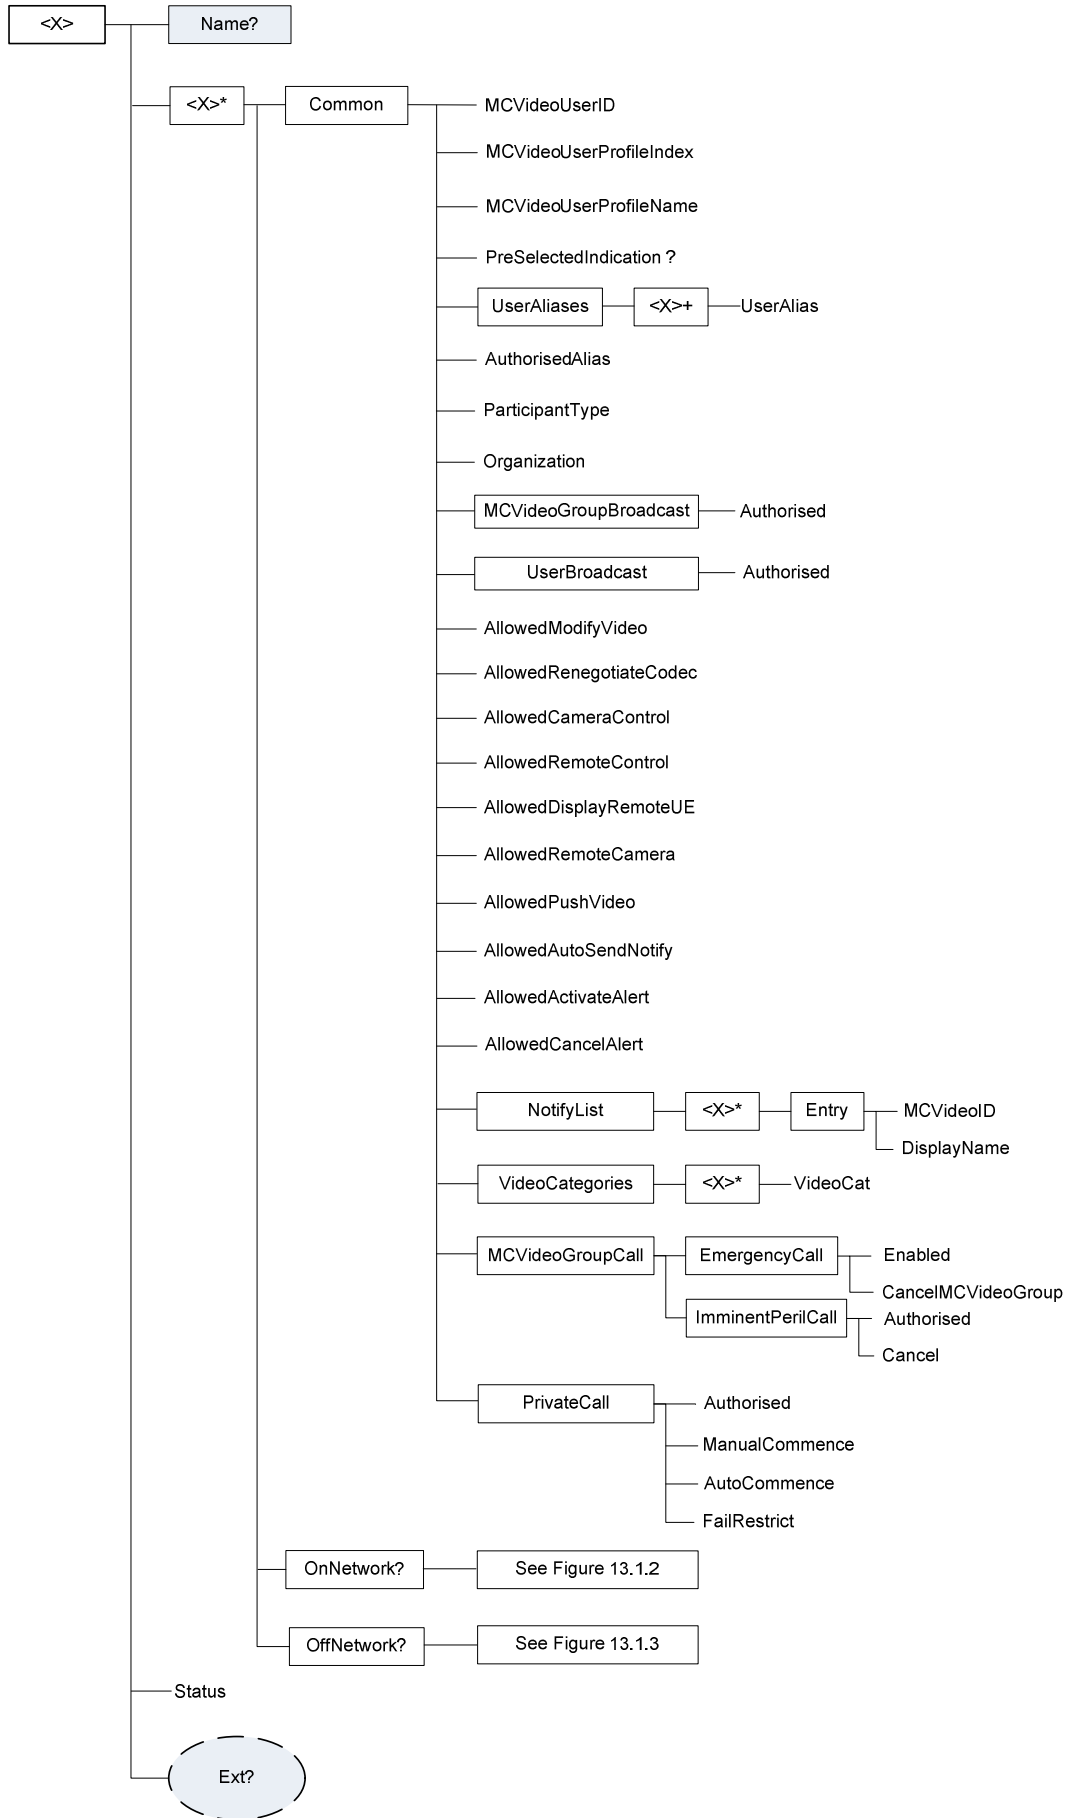 <X>
Name?
<X>*
Common
MCVideoUserID
MCVideoUserProfileIndex
MCVideoUserProfileName
PreSelectedIndication ?
UserAliases
<X>+
UserAlias
AuthorisedAlias
ParticipantType
Organization
MCVideoGroupBroadcast
Authorised
UserBroadcast
Authorised
AllowedModifyVideo
AllowedRenegotiateCodec
AllowedCameraControl
AllowedRemoteControl
AllowedDisplayRemoteUE
AllowedRemoteCamera
AllowedPushVideo
AllowedAutoSendNotify
AllowedActivateAlert
AllowedCancelAlert
NotifyList
<X>*
Entry
MCVideoID
DisplayName
VideoCategories
<X>*
VideoCat
MCVideoGroupCall
EmergencyCall
Enabled
CancelMCVideoGroup
ImminentPerilCall
Authorised
Cancel
PrivateCall
Authorised
ManualCommence
AutoCommence
FailRestrict
OnNetwork?
See Figure 13.1.2
OffNetwork?
See Figure 13.1.3
Status
Ext?